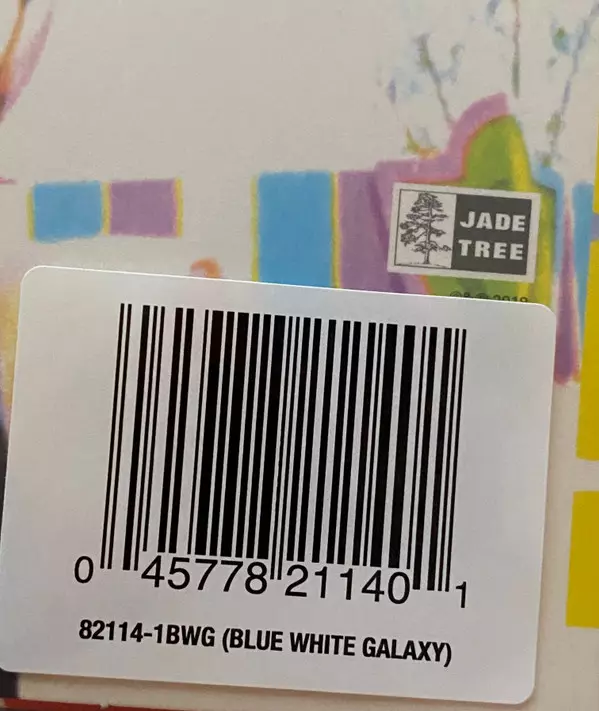 JADE
TREE
0 45778 21140 1
82114-1BWG (BLUE WHITE GALAXY)